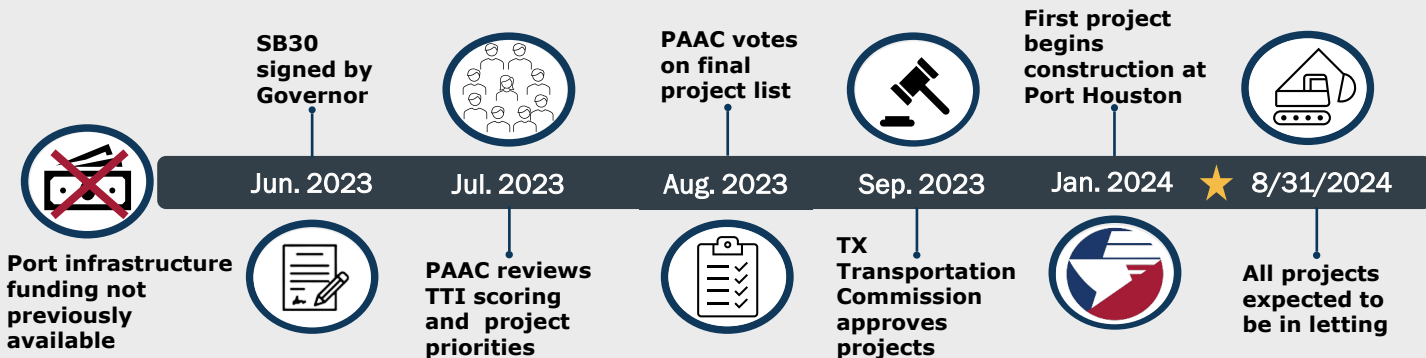 Port infrastructure
funding not
previously
available
SB30
signed by
Governor
Jun. 2023
Jul. 2023
PAAC reviews
TTI scoring
and project
priorities
PAAC votes
on final
project list
Aug. 2023
Sep. 2023
TX
Transportation
Commission
approves
projects
First project
begins
construction at
Port Houston
Jan. 2024
8/31/2024
All projects
expected to
be in letting